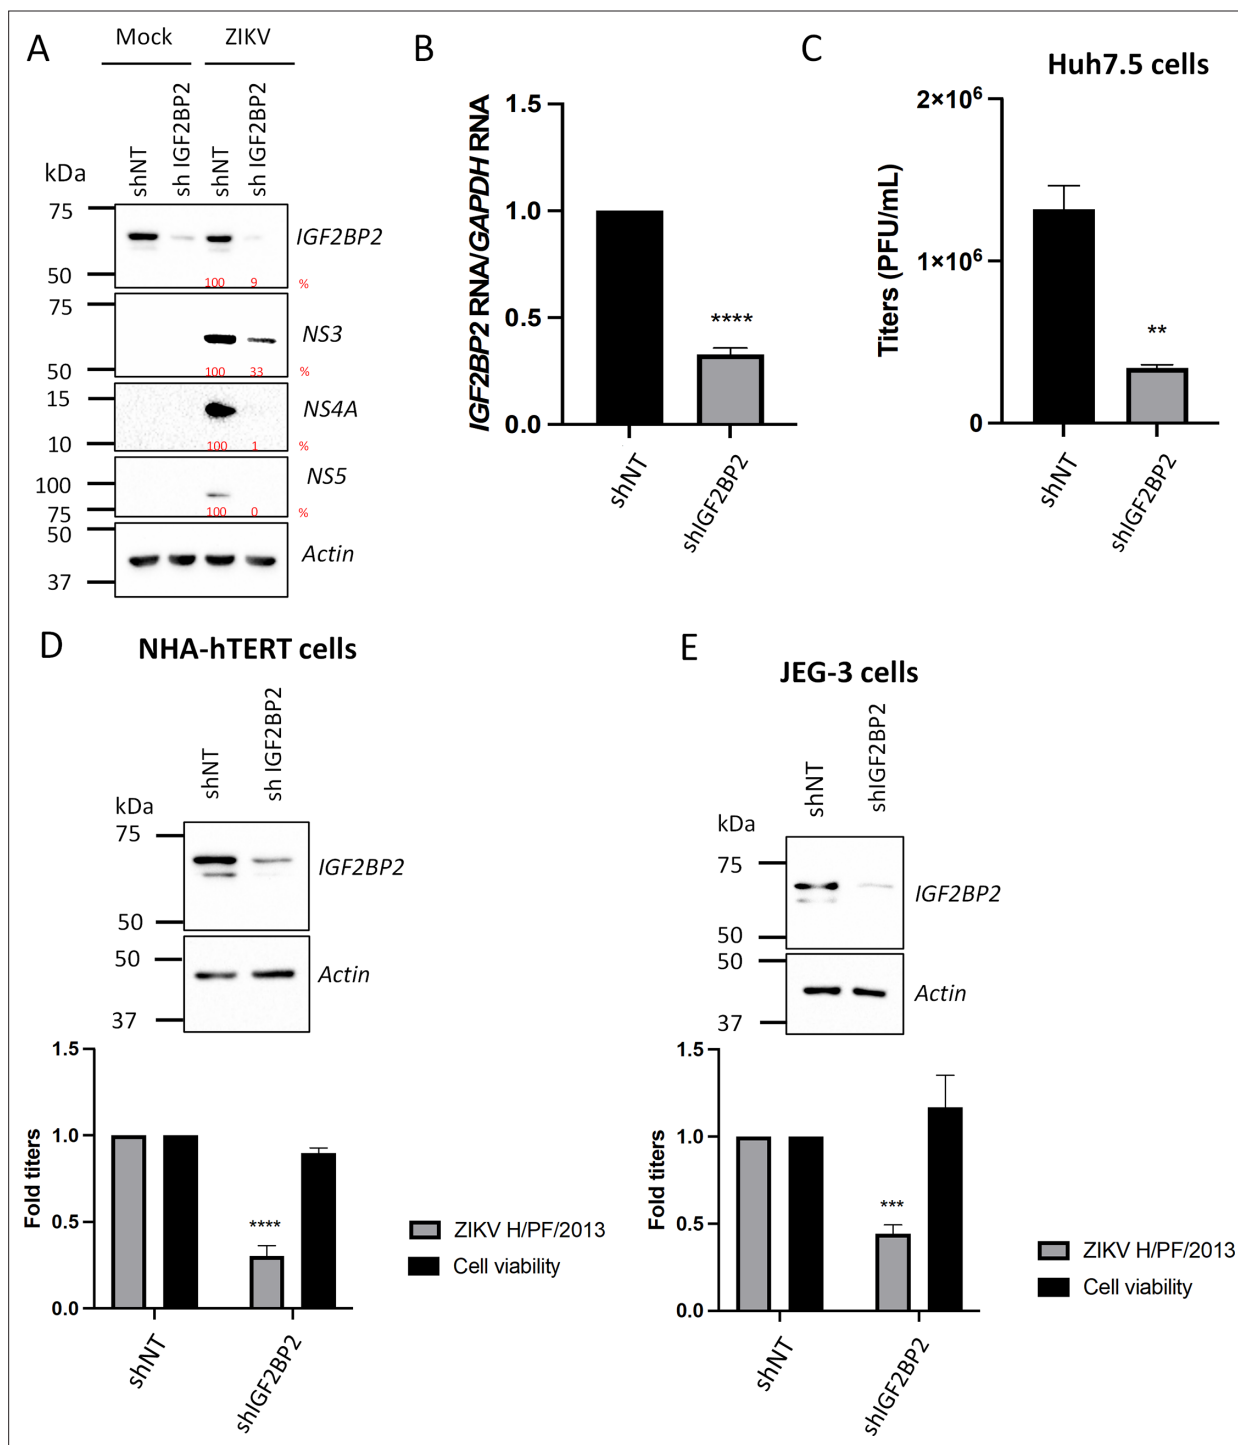 A
Mock
ZIKV
shNT
sh IGF2BP2
shNT
sh IGF2BP2
kDa
75
IGF2BP2
50
100
9
%
75
NS3
50
100
33
%
15
NS4A
10
100
1
%
NS5
100
75
100
0
%
50
Actin
37
B
IGF2BP2 RNA/GAPDH RNA
1.5
1.0
0.5
0.0
****
shNT
shIGF2BP2
C
Huh7.5 cells
Titers (PFU/mL)
2×10⁶
1×10⁶
0
**
shNT
shIGF2BP2
D
NHA-hTERT cells
shNT
sh IGF2BP2
kDa
75
IGF2BP2
50
50
Actin
37
Fold titers
1.5
1.0
0.5
0.0
****
shNT
shIGF2BP2
ZIKV H/PF/2013
Cell viability
E
JEG-3 cells
shNT
shIGF2BP2
kDa
75
IGF2BP2
50
50
Actin
37
Fold titers
1.5
1.0
0.5
0.0
***
shNT
shIGF2BP2
ZIKV H/PF/2013
Cell viability